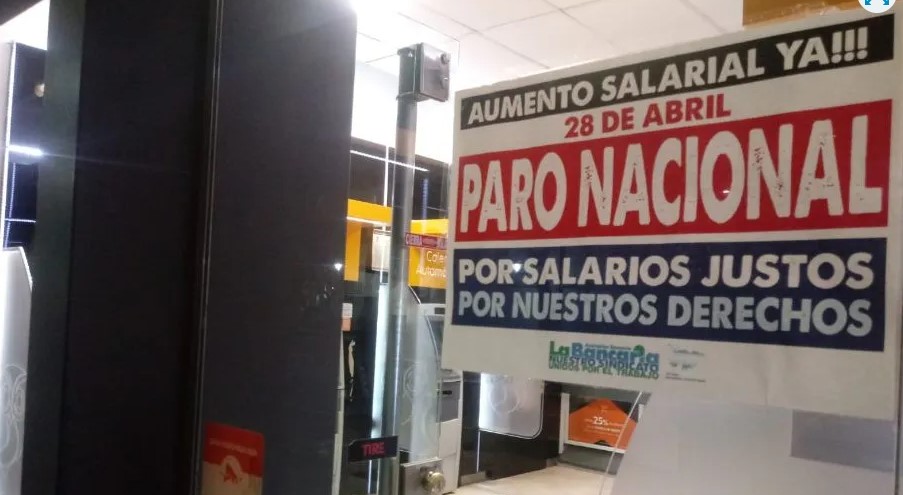 AUMENTO SALARIAL YA!!!
28 DE ABRIL
PARO NACIONAL
POR SALARIOS JUSTOS
POR NUESTROS DERECHOS
La Bancaria
NUESTRO SINDICATO
UNIDOS POR EL TRABAJO
TIRE
25%